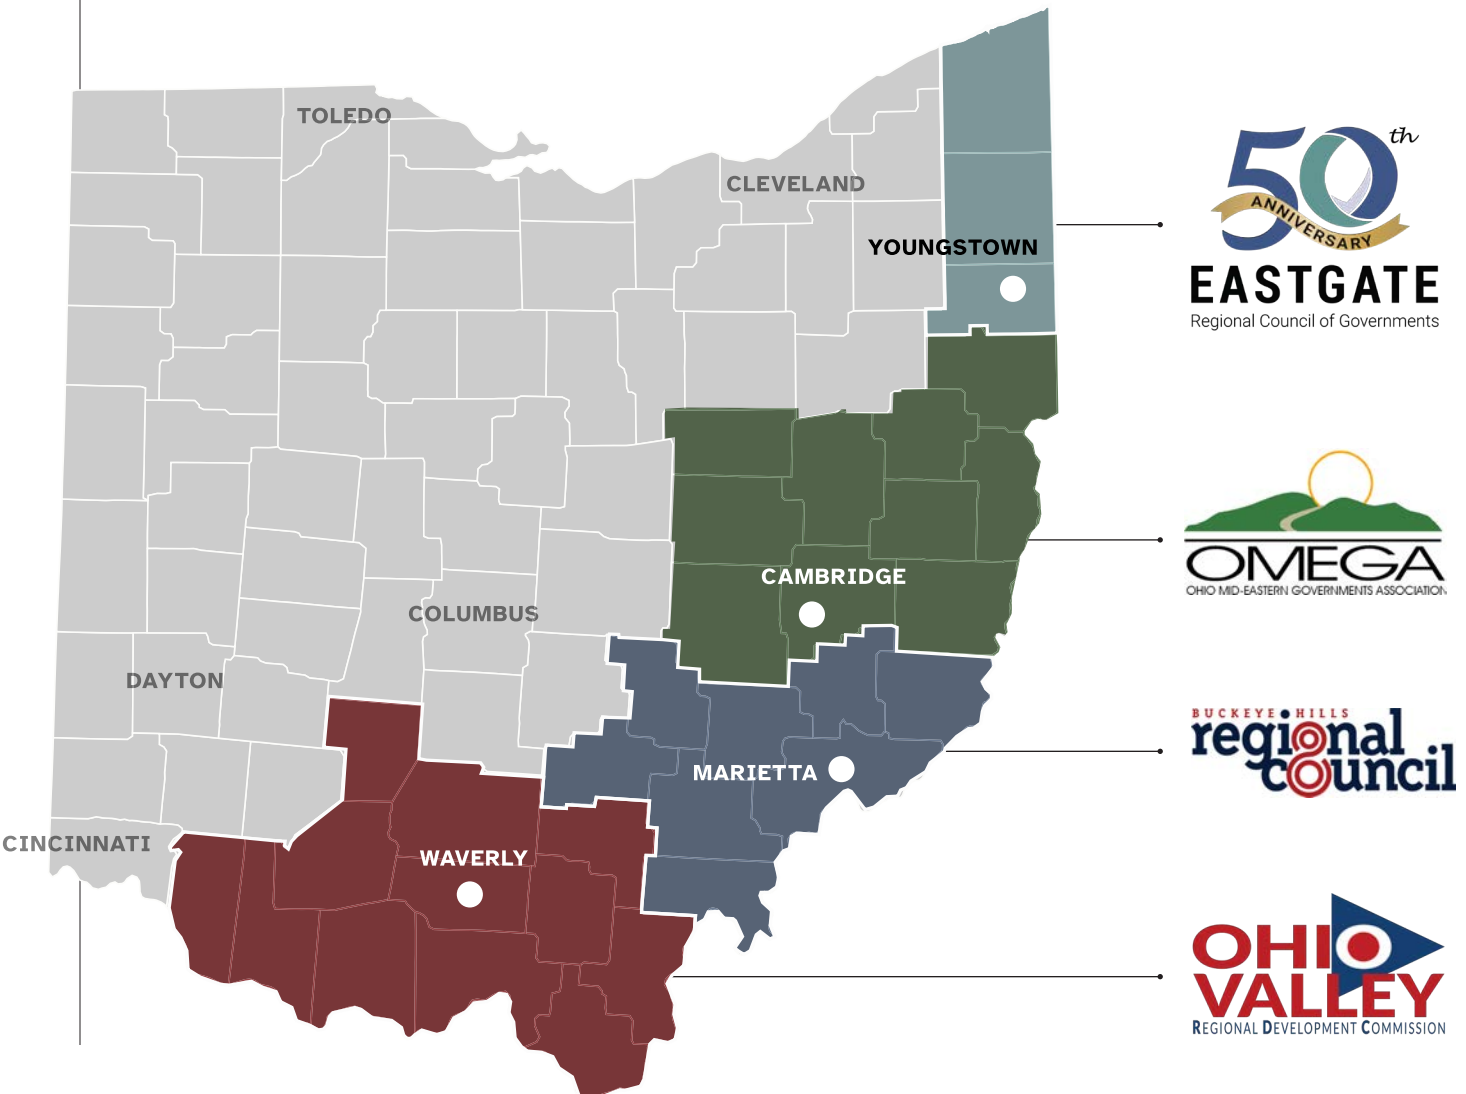 TOLEDO
CLEVELAND
YOUNGSTOWN
CAMBRIDGE
COLUMBUS
DAYTON
MARIETTA
CINCINNATI
WAVERLY
50th
ANNIVERSARY
EASTGATE
Regional Council of Governments
OMEGA
OHIO MID-EASTERN GOVERNMENTS ASSOCIATION
BUCKEYE HILLS
regional
council
OHIO
VALLEY
REGIONAL DEVELOPMENT COMMISSION